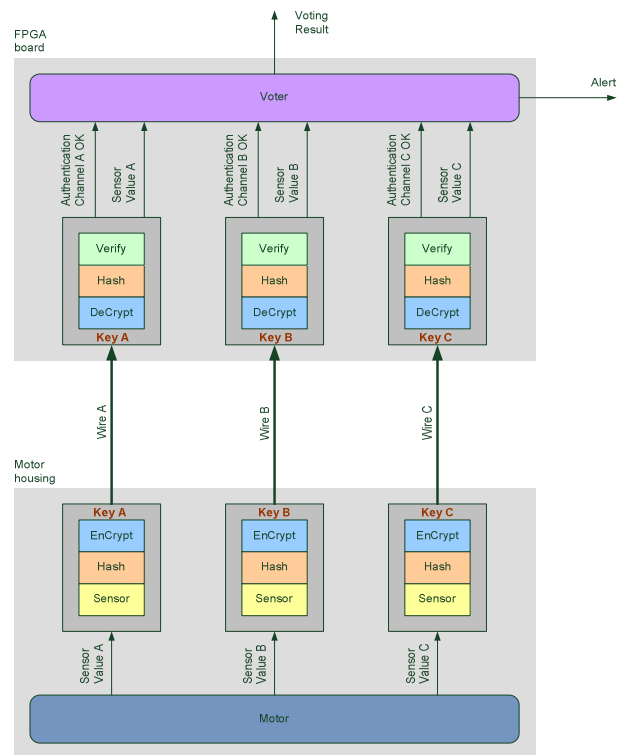 Voting
Result
FPGA
board
Alert
Voter
Authentication
Channel A OK
Sensor
Value A
Authentication
Channel B OK
Sensor
Value B
Authentication
Channel C OK
Sensor
Value C
Verify
Verify
Verify
Hash
Hash
Hash
DeCrypt
DeCrypt
DeCrypt
Key A
Key B
Key C
Wire A
Wire B
Wire C
Motor
housing
Key A
Key B
Key C
EnCrypt
EnCrypt
EnCrypt
Hash
Hash
Hash
Sensor
Sensor
Sensor
Sensor
Value A
Sensor
Value B
Sensor
Value C
Motor